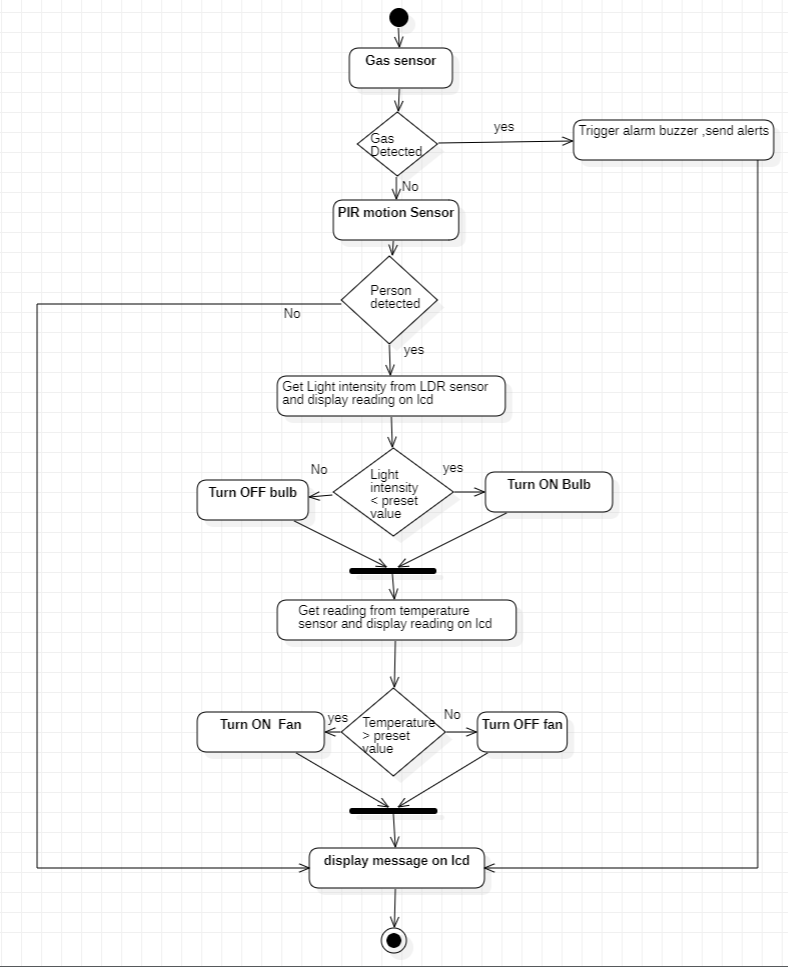 Gas sensor
Gas
Detected
yes
Trigger alarm buzzer ,send alerts
No
PIR motion Sensor
Person
detected
No
yes
Get Light intensity from LDR sensor
and display reading on lcd
No
Light
intensity
< preset
value
yes
Turn OFF bulb
Turn ON Bulb
Get reading from temperature
sensor and display reading on lcd
Turn ON  Fan
yes
Temperature
> preset
value
No
Turn OFF fan
display message on lcd